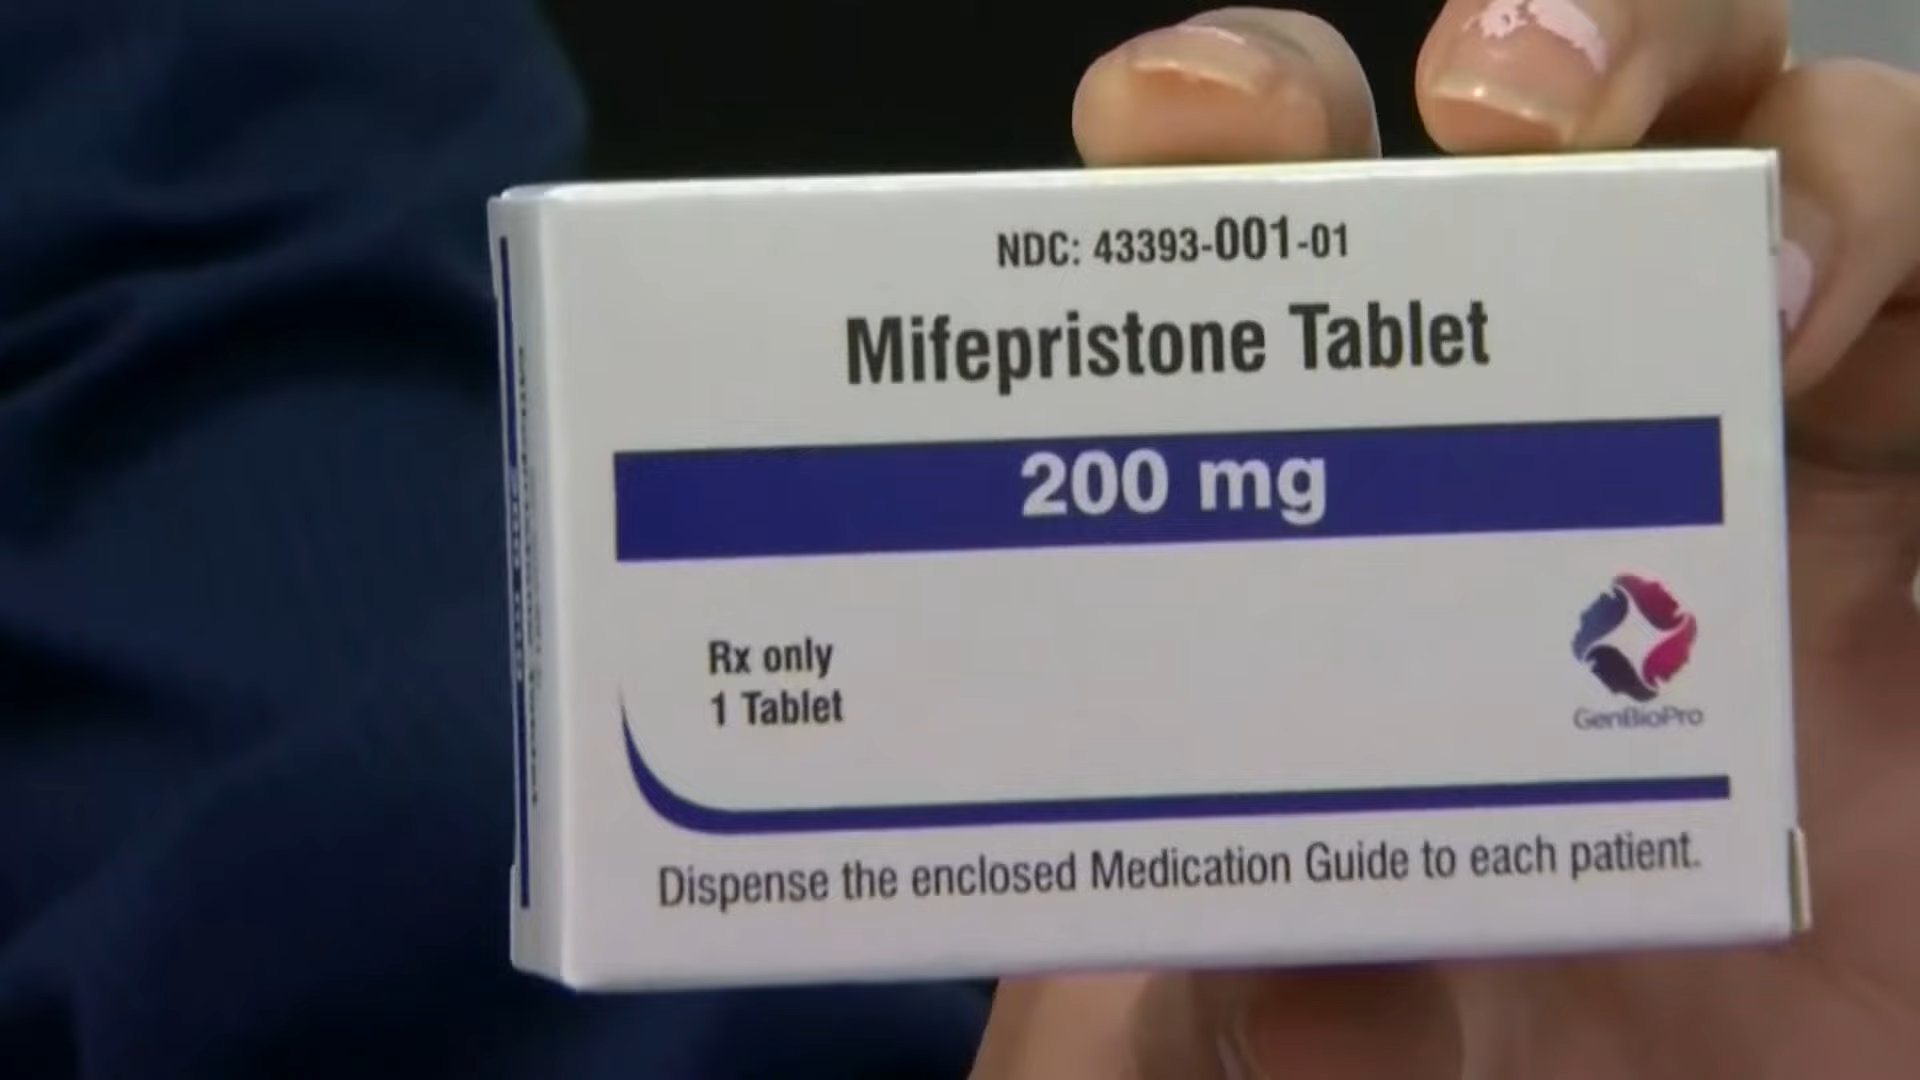 NDC: 43393-001-01
Mifepristone Tablet
200 mg
Rx only
1 Tablet
GenBioPro
Dispense the enclosed Medication Guide to each patient.